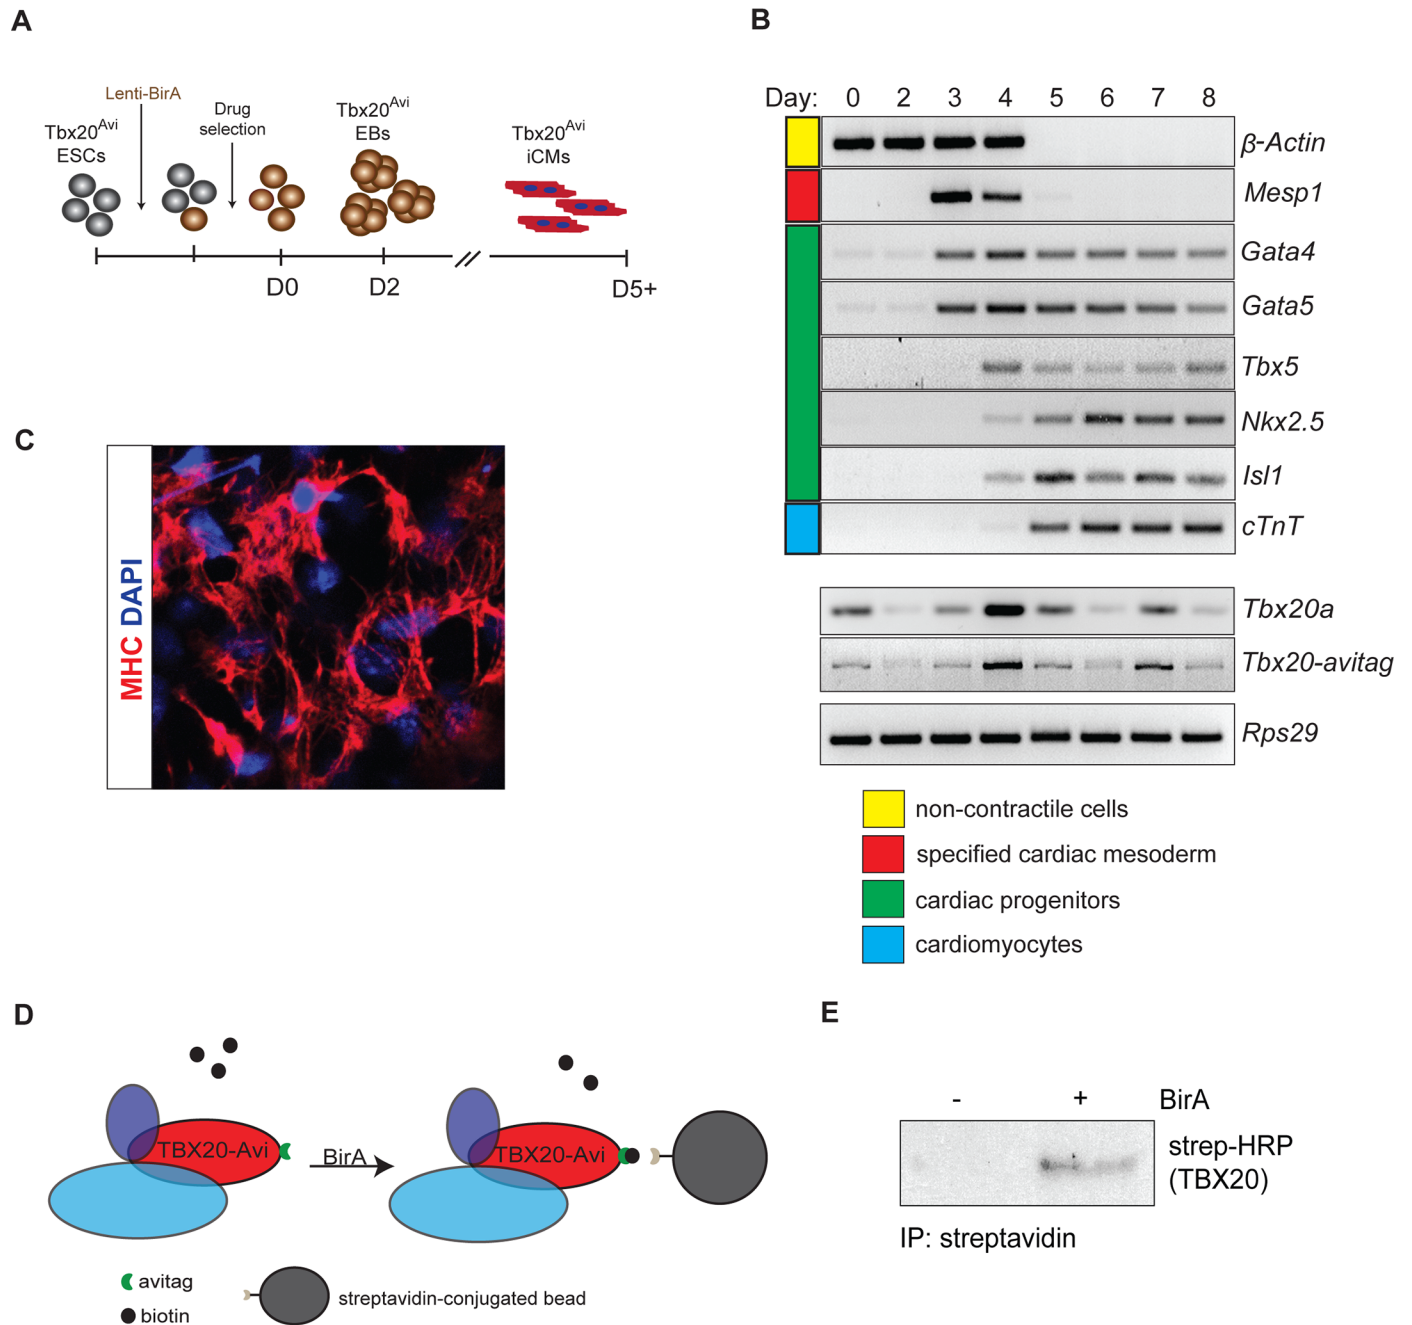 A
Lenti-BirA
Drug
selection
Tbx20Avi
ESCs
Tbx20Avi
EBs
Tbx20Avi
iCMs
D0
D2
D5+
B
Day: 0 2 3 4 5 6 7 8
β-Actin
Mesp1
Gata4
Gata5
Tbx5
Nkx2.5
Isl1
cTnT
Tbx20a
Tbx20-avitag
Rps29
non-contractile cells
specified cardiac mesoderm
cardiac progenitors
cardiomyocytes
C
MHC DAPI
D
TBX20-Avi
BirA
TBX20-Avi
avitag
biotin
streptavidin-conjugated bead
E
- + BirA
strep-HRP
(TBX20)
IP: streptavidin